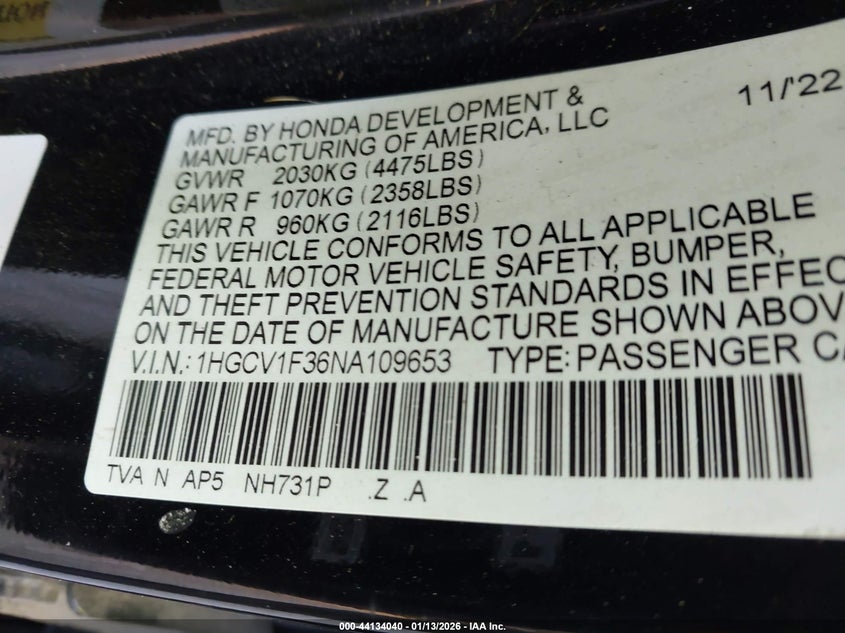 11/'22
MFD. BY HONDA DEVELOPMENT &
MANUFACTURING OF AMERICA, LLC
GVWR 2030KG (4475LBS)
GAWR F 1070KG (2358LBS)
GAWR R 960KG (2116LBS)
THIS VEHICLE CONFORMS TO ALL APPLICABLE
FEDERAL MOTOR VEHICLE SAFETY, BUMPER,
AND THEFT PREVENTION STANDARDS IN EFFEC
ON THE DATE OF MANUFACTURE SHOWN ABOV
V.I.N.: 1HGCV1F36NA109653 TYPE: PASSENGER CA
TVA N AP5 NH731P .Z .A
000-44134040 - 01/13/2026 - IAA Inc.